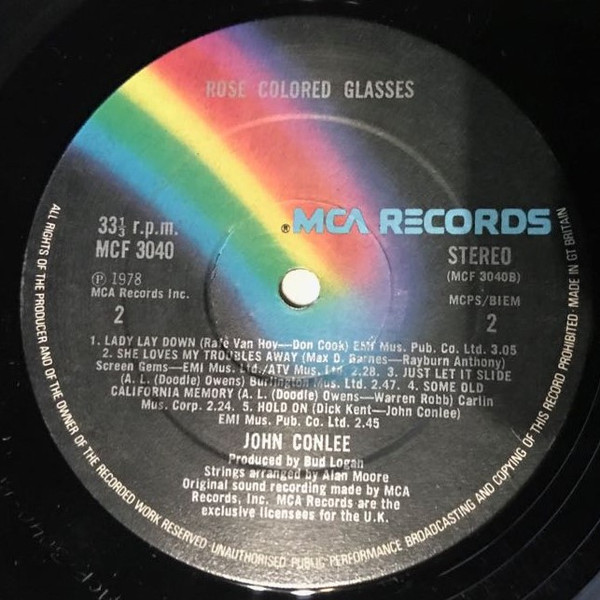 ROSE COLORED GLASSES
® MCA RECORDS
33⅓ r.p.m.
MCF 3040
STEREO
(MCF 3040B)
℗ 1978
MCA Records Inc.
MCPS/BIEM
2
2
1. LADY LAY DOWN (Rafe Van Hoy—Don Cook) EMI Mus. Pub. Co. Ltd. 3.05
2. SHE LOVES MY TROUBLES AWAY (Max D. Barnes—Rayburn Anthony)
Screen Gems—EMI Mus. Ltd./ATV Mus. Ltd. 2.28. 3. JUST LET IT SLIDE
(A. L. (Doodle) Owens) Burlington Mus. Ltd. 2.47. 4. SOME OLD
CALIFORNIA MEMORY (A. L. (Doodle) Owens—Warren Robb) Carlin
Mus. Corp. 2.24. 5. HOLD ON (Dick Kent—John Conlee)
EMI Mus. Pub. Co. Ltd. 2.45
JOHN CONLEE
Produced by Bud Logan
Strings arranged by Alan Moore
Original sound recording made by MCA
Records, Inc. MCA Records are the
exclusive licensees for the U.K.
ALL RIGHTS OF THE PRODUCER AND OF THE OWNER OF THE RECORDED WORK RESERVED · UNAUTHORISED PUBLIC PERFORMANCE BROADCASTING AND COPYING OF THIS RECORD PROHIBITED · MADE IN GT BRITAIN